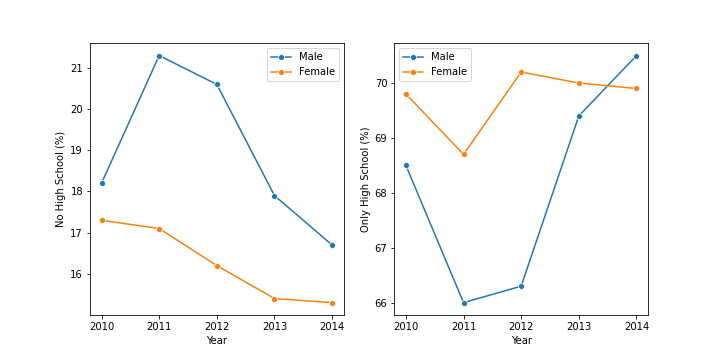 Male
Female
21
20
19
18
17
16
No High School (%)
2010 2011 2012 2013 2014
Year
Male
Female
70
69
68
67
66
Only High School (%)
2010 2011 2012 2013 2014
Year